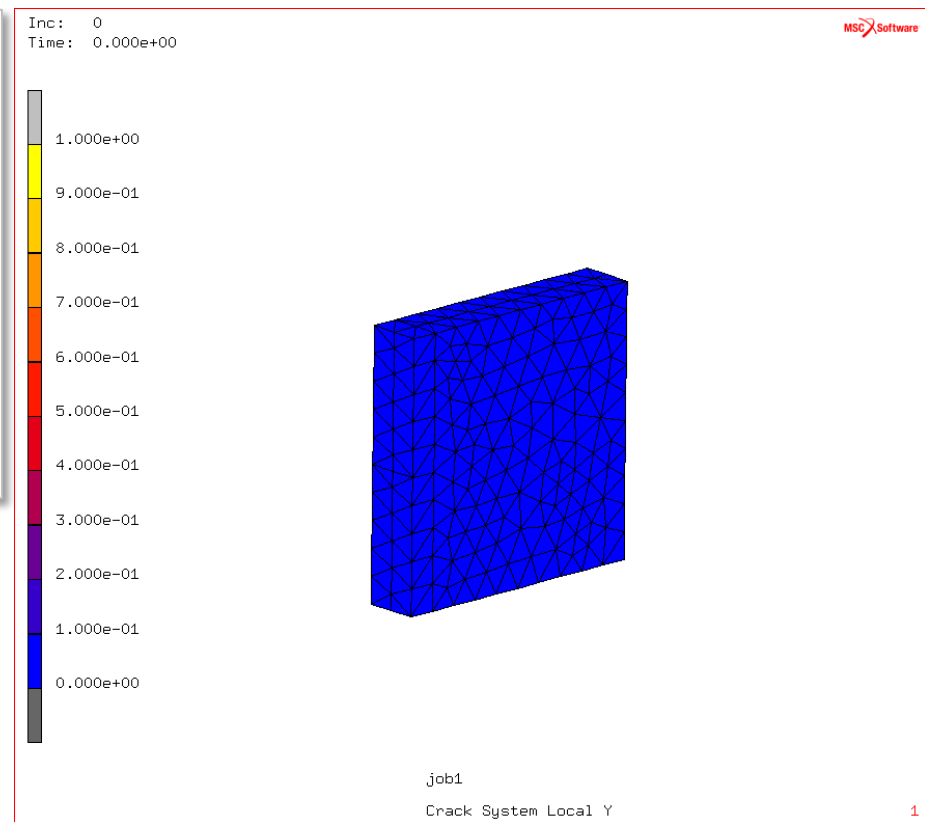 Inc: 0
Time: 0.000e+00
MSC Software
1.000e+00
9.000e-01
8.000e-01
7.000e-01
6.000e-01
5.000e-01
4.000e-01
3.000e-01
2.000e-01
1.000e-01
0.000e+00
job1
Crack System Local Y
1